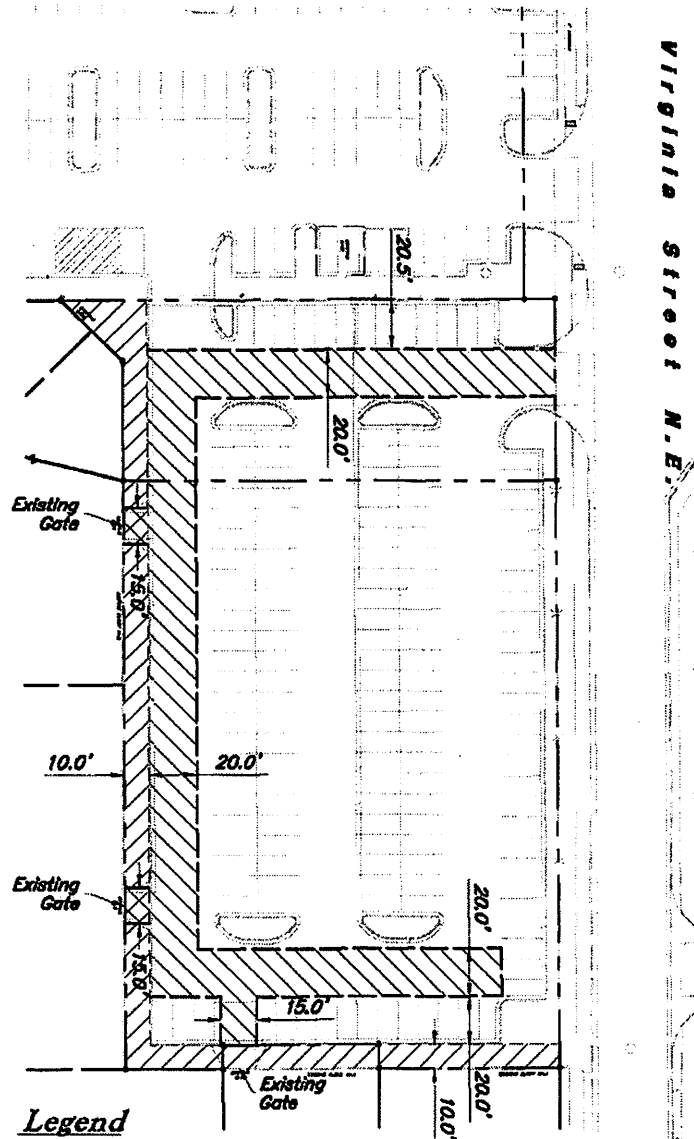 Virginia Street N.E.
20.5'
20.0'
Existing
Gate
15.0'
10.0'
20.0'
Existing
Gate
15.0'
20.0'
15.0'
20.0'
10.0'
Existing
Gate
Legend